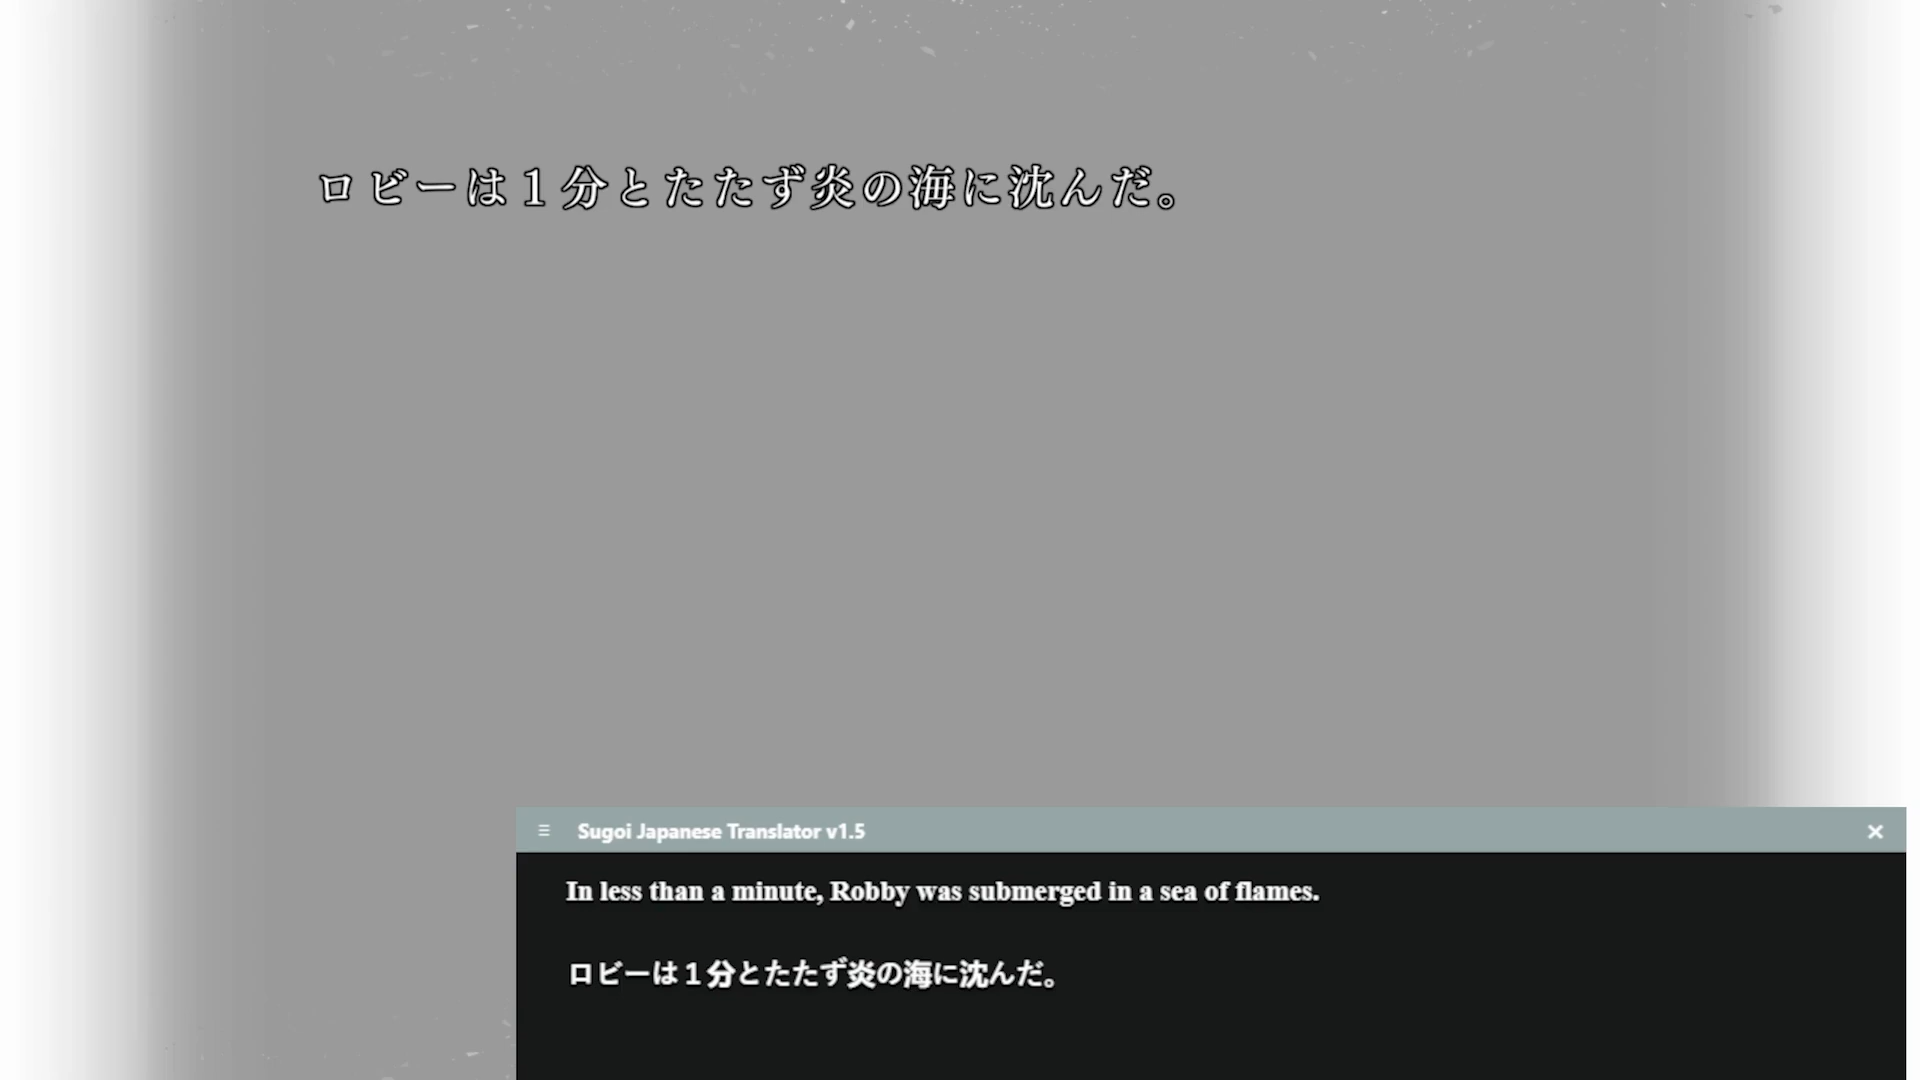 ロビーは１分とたたず炎の海に沈んだ。
☰ Sugoi Japanese Translator v1.5 ×
In less than a minute, Robby was submerged in a sea of flames.
ロビーは１分とたたず炎の海に沈んだ。